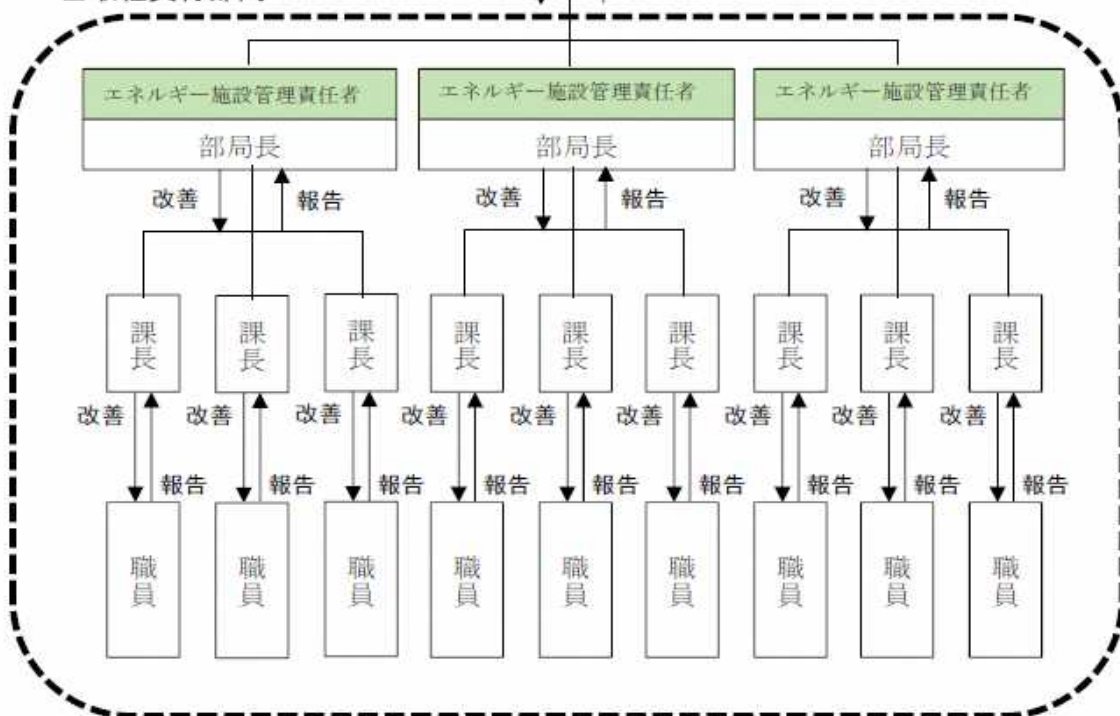 エネルギー施設管理責任者
エネルギー施設管理責任者
エネルギー施設管理責任者
部局長
部局長
部局長
改善
報告
改善
報告
改善
報告
課長
課長
課長
課長
課長
課長
課長
課長
課長
改善
改善
改善
改善
改善
改善
改善
改善
改善
報告
報告
報告
報告
報告
報告
報告
報告
報告
職員
職員
職員
職員
職員
職員
職員
職員
職員